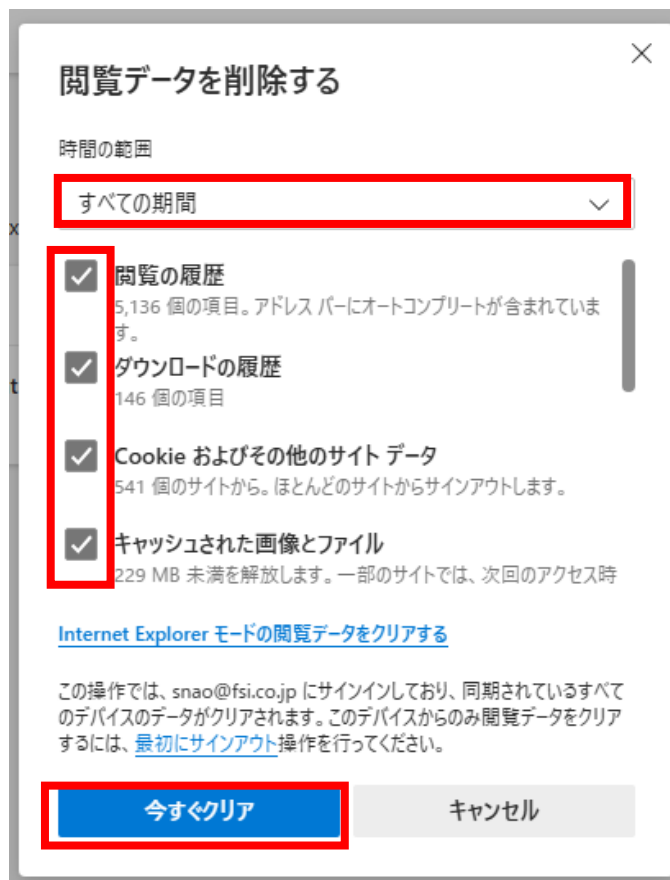 閲覧データを削除する
時間の範囲
すべての期間
x
閲覧の履歴
5,136 個の項目。アドレス バーにオートコンプリートが含まれていま
す。
ダウンロードの履歴
146 個の項目
t
Cookie およびその他のサイト データ
541 個のサイトから。ほとんどのサイトからサインアウトします。
キャッシュされた画像とファイル
229 MB 未満を解放します。一部のサイトでは、次回のアクセス時
Internet Explorer モードの閲覧データをクリアする
この操作では、snao@fsi.co.jp にサインインしており、同期されているすべて
のデバイスのデータがクリアされます。このデバイスからのみ閲覧データをクリア
するには、最初にサインアウト操作を行ってください。
今すぐクリア
キャンセル